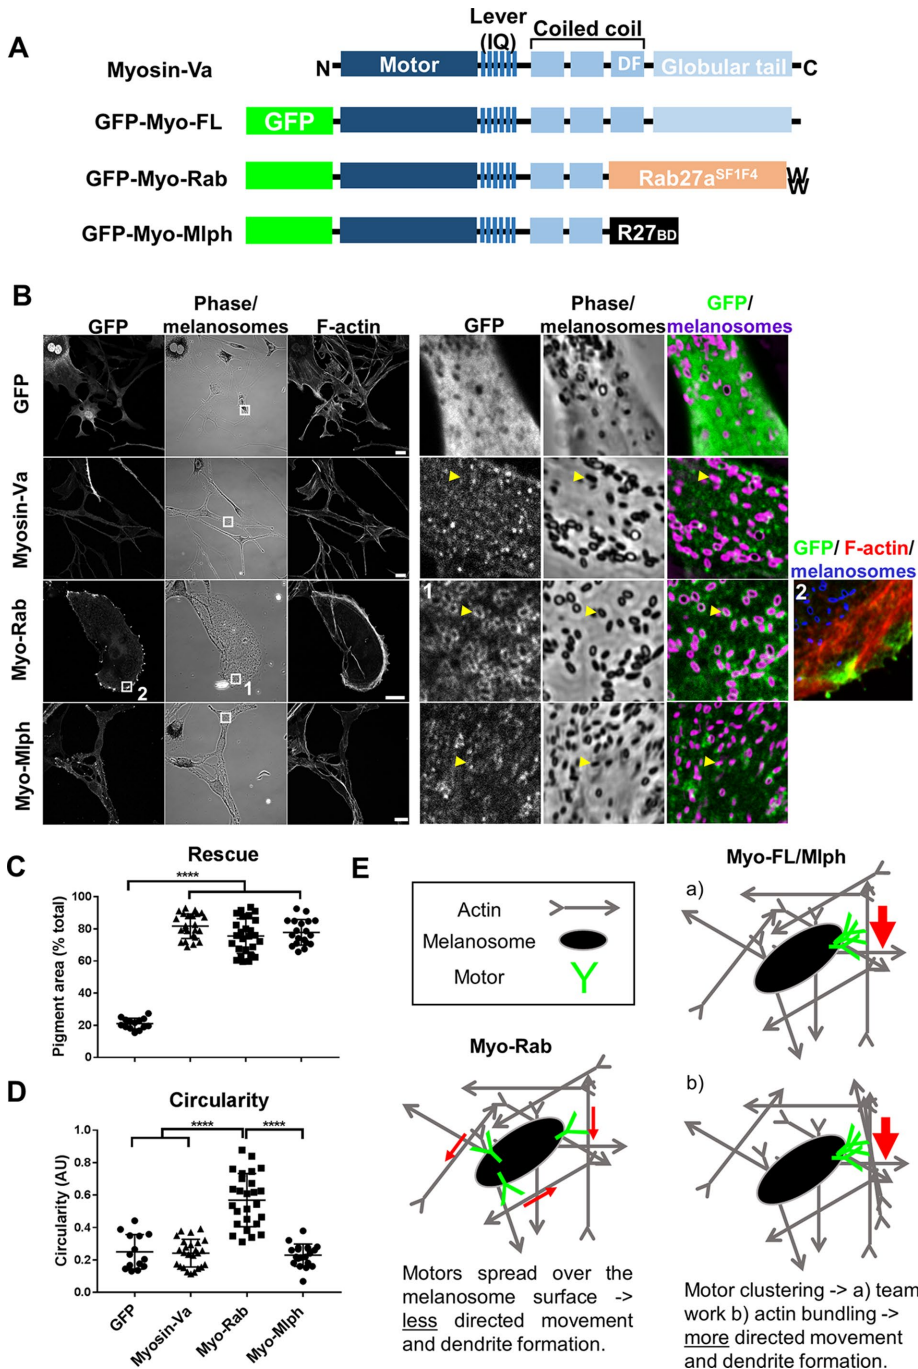 A
Lever
(IQ)
Coiled coil
Myosin-Va
N
Motor
DF
Globular tail
C
GFP-Myo-FL
GFP
GFP-Myo-Rab
Rab27aSF1F4
W
W
GFP-Myo-Mlph
R27BD
B
GFP
Phase/
melanosomes
F-actin
GFP
Phase/
melanosomes
GFP/
melanosomes
GFP
Myosin-Va
Myo-Rab
Myo-Mlph
2
1
1
GFP/ F-actin/
melanosomes
2
C
Rescue
****
Pigment area (% total)
100
80
60
40
20
0
D
Circularity
****
****
Circularity (AU)
1.0
0.8
0.6
0.4
0.2
0.0
GFP
Myosin-Va
Myo-Rab
Myo-Mlph
E
Actin
Melanosome
Motor
Myo-Rab
Motors spread over the
melanosome surface ->
less directed movement
and dendrite formation.
Myo-FL/Mlph
a)
b)
Motor clustering -> a) team
work b) actin bundling ->
more directed movement
and dendrite formation.